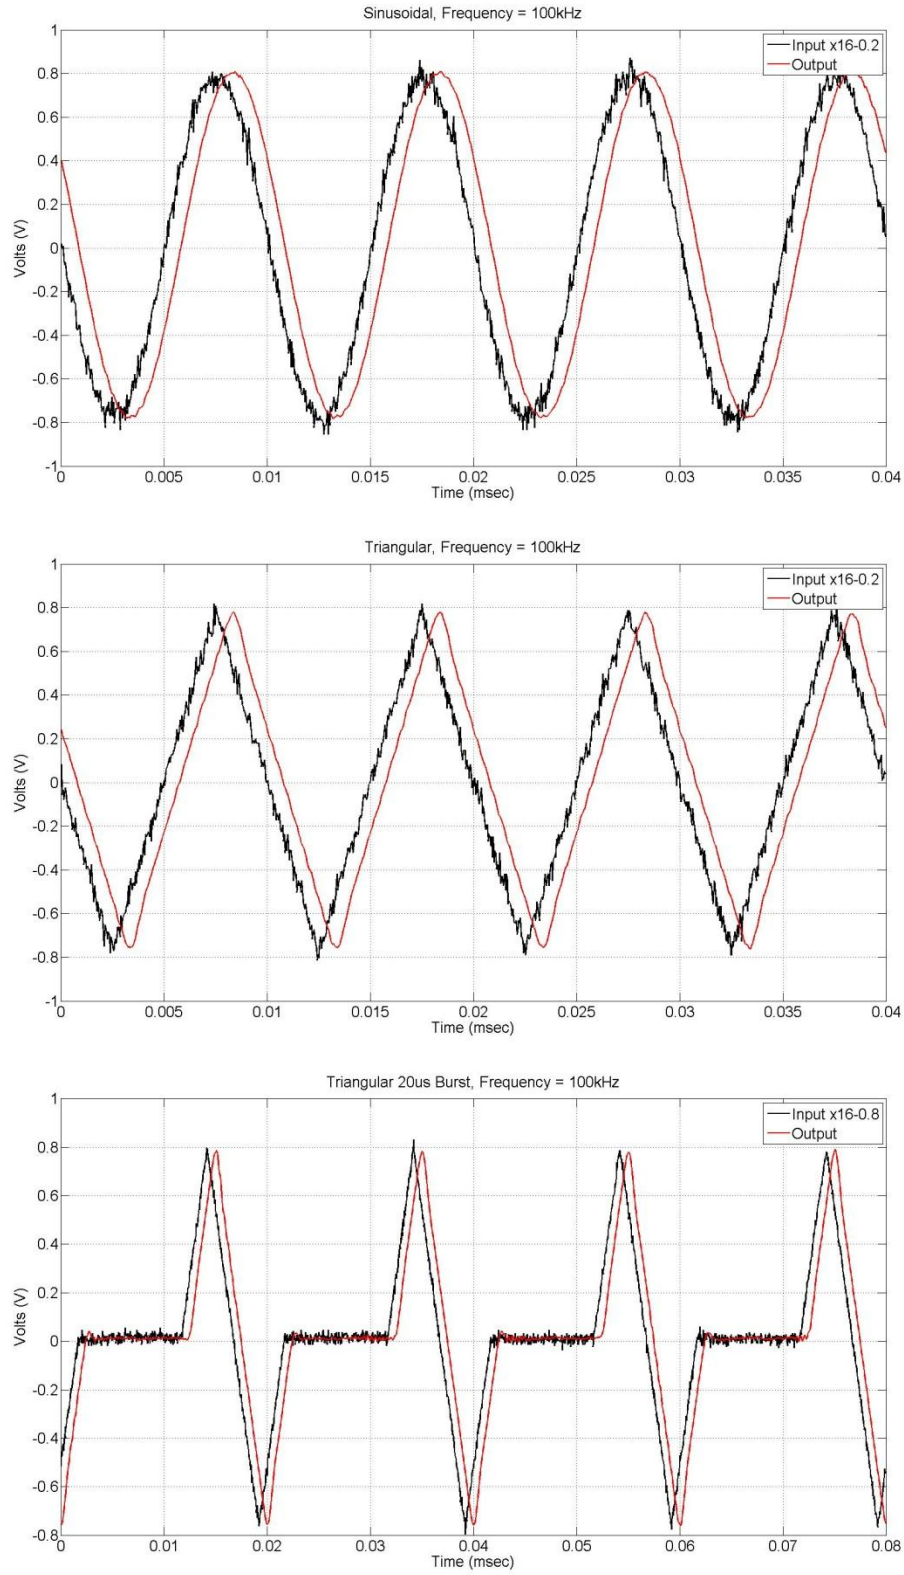 Sinusoidal, Frequency = 100kHz
1
Input x16-0.2
Output
0.8
0.6
0.4
0.2
0
-0.2
-0.4
-0.6
-0.8
-1
Volts (V)
0 0.005 0.01 0.015 0.02 0.025 0.03 0.035 0.04
Time (msec)
Triangular, Frequency = 100kHz
1
Input x16-0.2
Output
0.8
0.6
0.4
0.2
0
-0.2
-0.4
-0.6
-0.8
-1
Volts (V)
0 0.005 0.01 0.015 0.02 0.025 0.03 0.035 0.04
Time (msec)
Triangular 20us Burst, Frequency = 100kHz
1
Input x16-0.8
Output
0.8
0.6
0.4
0.2
0
-0.2
-0.4
-0.6
-0.8
Volts (V)
0 0.01 0.02 0.03 0.04 0.05 0.06 0.07 0.08
Time (msec)